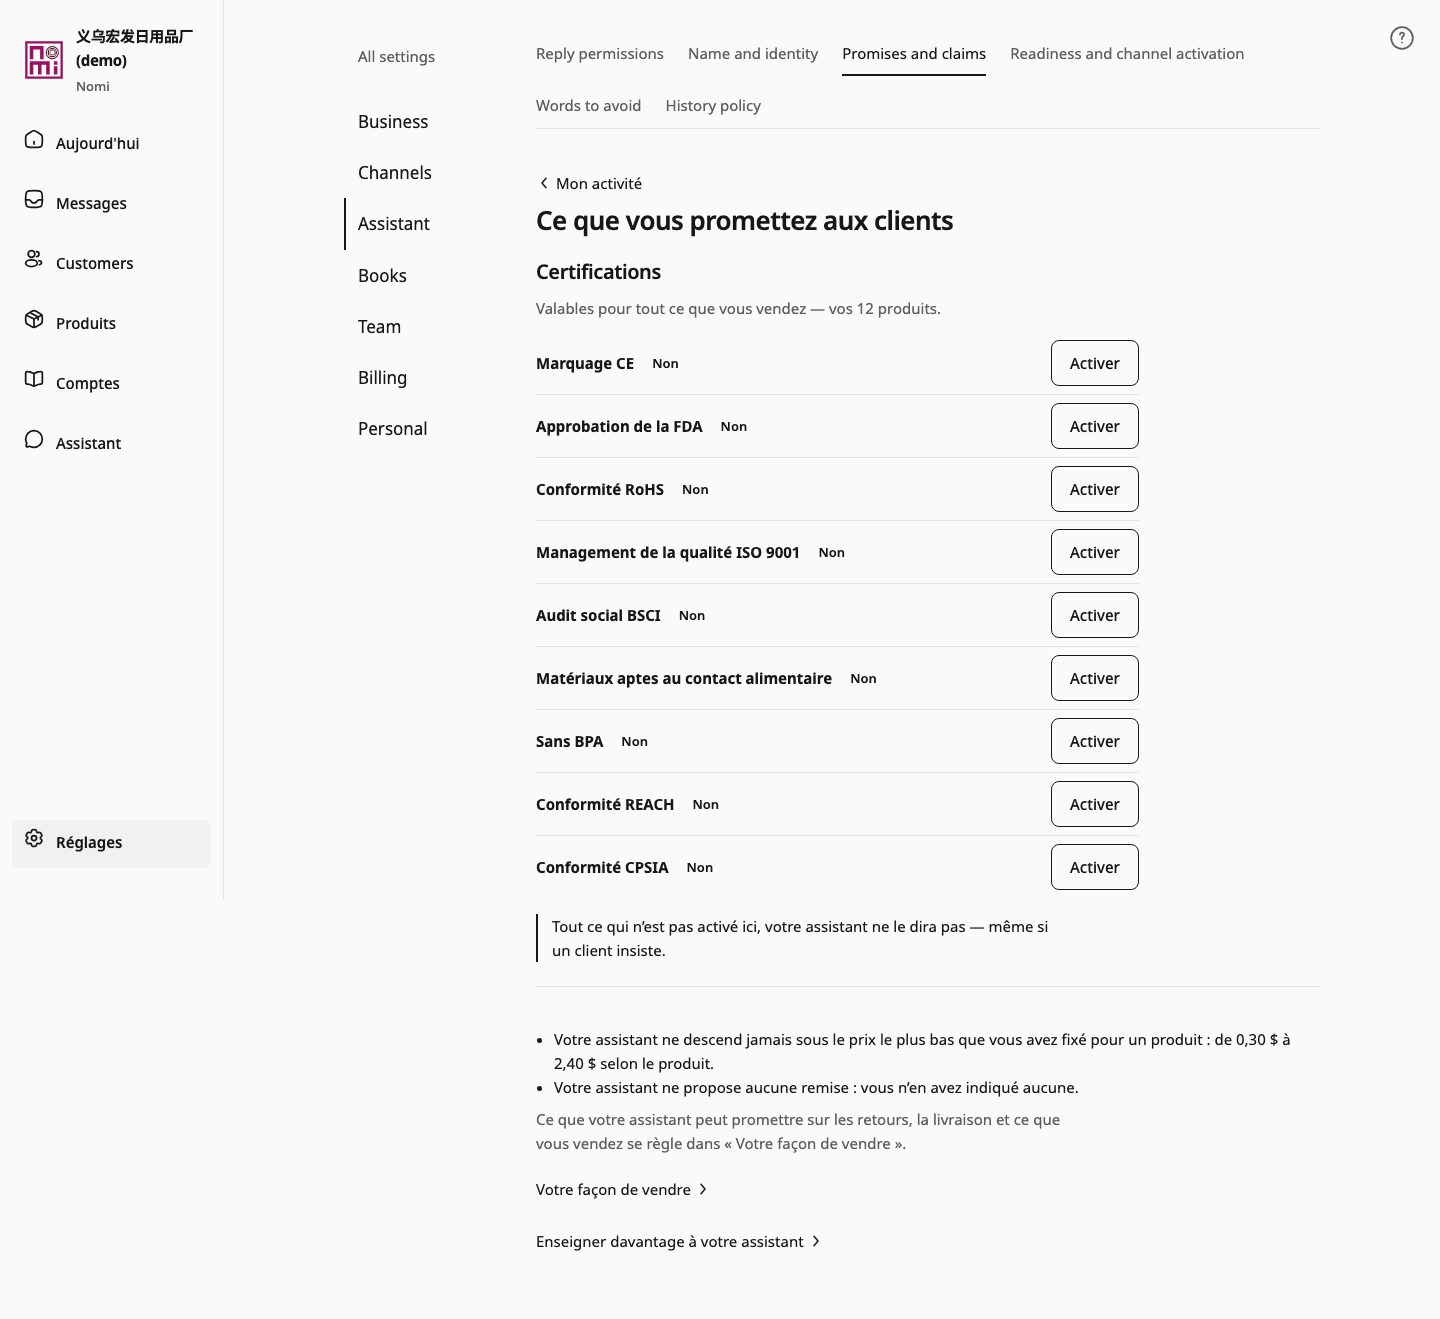 义乌宏发日用品厂
(demo)
Nomi
Aujourd'hui
Messages
Customers
Produits
Comptes
Assistant
Réglages
All settings
Business
Channels
Assistant
Books
Team
Billing
Personal
Reply permissions
Name and identity
Promises and claims
Readiness and channel activation
Words to avoid
History policy
Mon activité
Ce que vous promettez aux clients
Certifications
Valables pour tout ce que vous vendez — vos 12 produits.
Marquage CE Non Activer
Approbation de la FDA Non Activer
Conformité RoHS Non Activer
Management de la qualité ISO 9001 Non Activer
Audit social BSCI Non Activer
Matériaux aptes au contact alimentaire Non Activer
Sans BPA Non Activer
Conformité REACH Non Activer
Conformité CPSIA Non Activer
Tout ce qui n’est pas activé ici, votre assistant ne le dira pas — même si
un client insiste.
• Votre assistant ne descend jamais sous le prix le plus bas que vous avez fixé pour un produit : de 0,30 $ à
2,40 $ selon le produit.
• Votre assistant ne propose aucune remise : vous n’en avez indiqué aucune.
Ce que votre assistant peut promettre sur les retours, la livraison et ce que
vous vendez se règle dans « Votre façon de vendre ».
Votre façon de vendre
Enseigner davantage à votre assistant